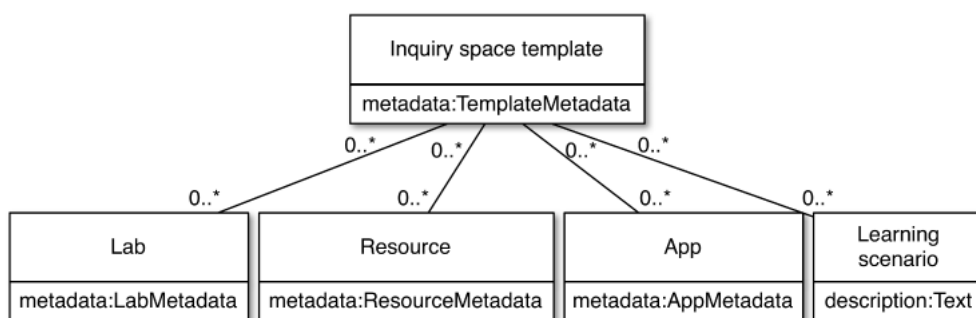 Inquiry space template
metadata:TemplateMetadata
0..*
0..*
0..*
0..*
0..*
0..*
0..*
0..*
Lab
Resource
App
Learning
scenario
metadata:LabMetadata
metadata:ResourceMetadata
metadata:AppMetadata
description:Text